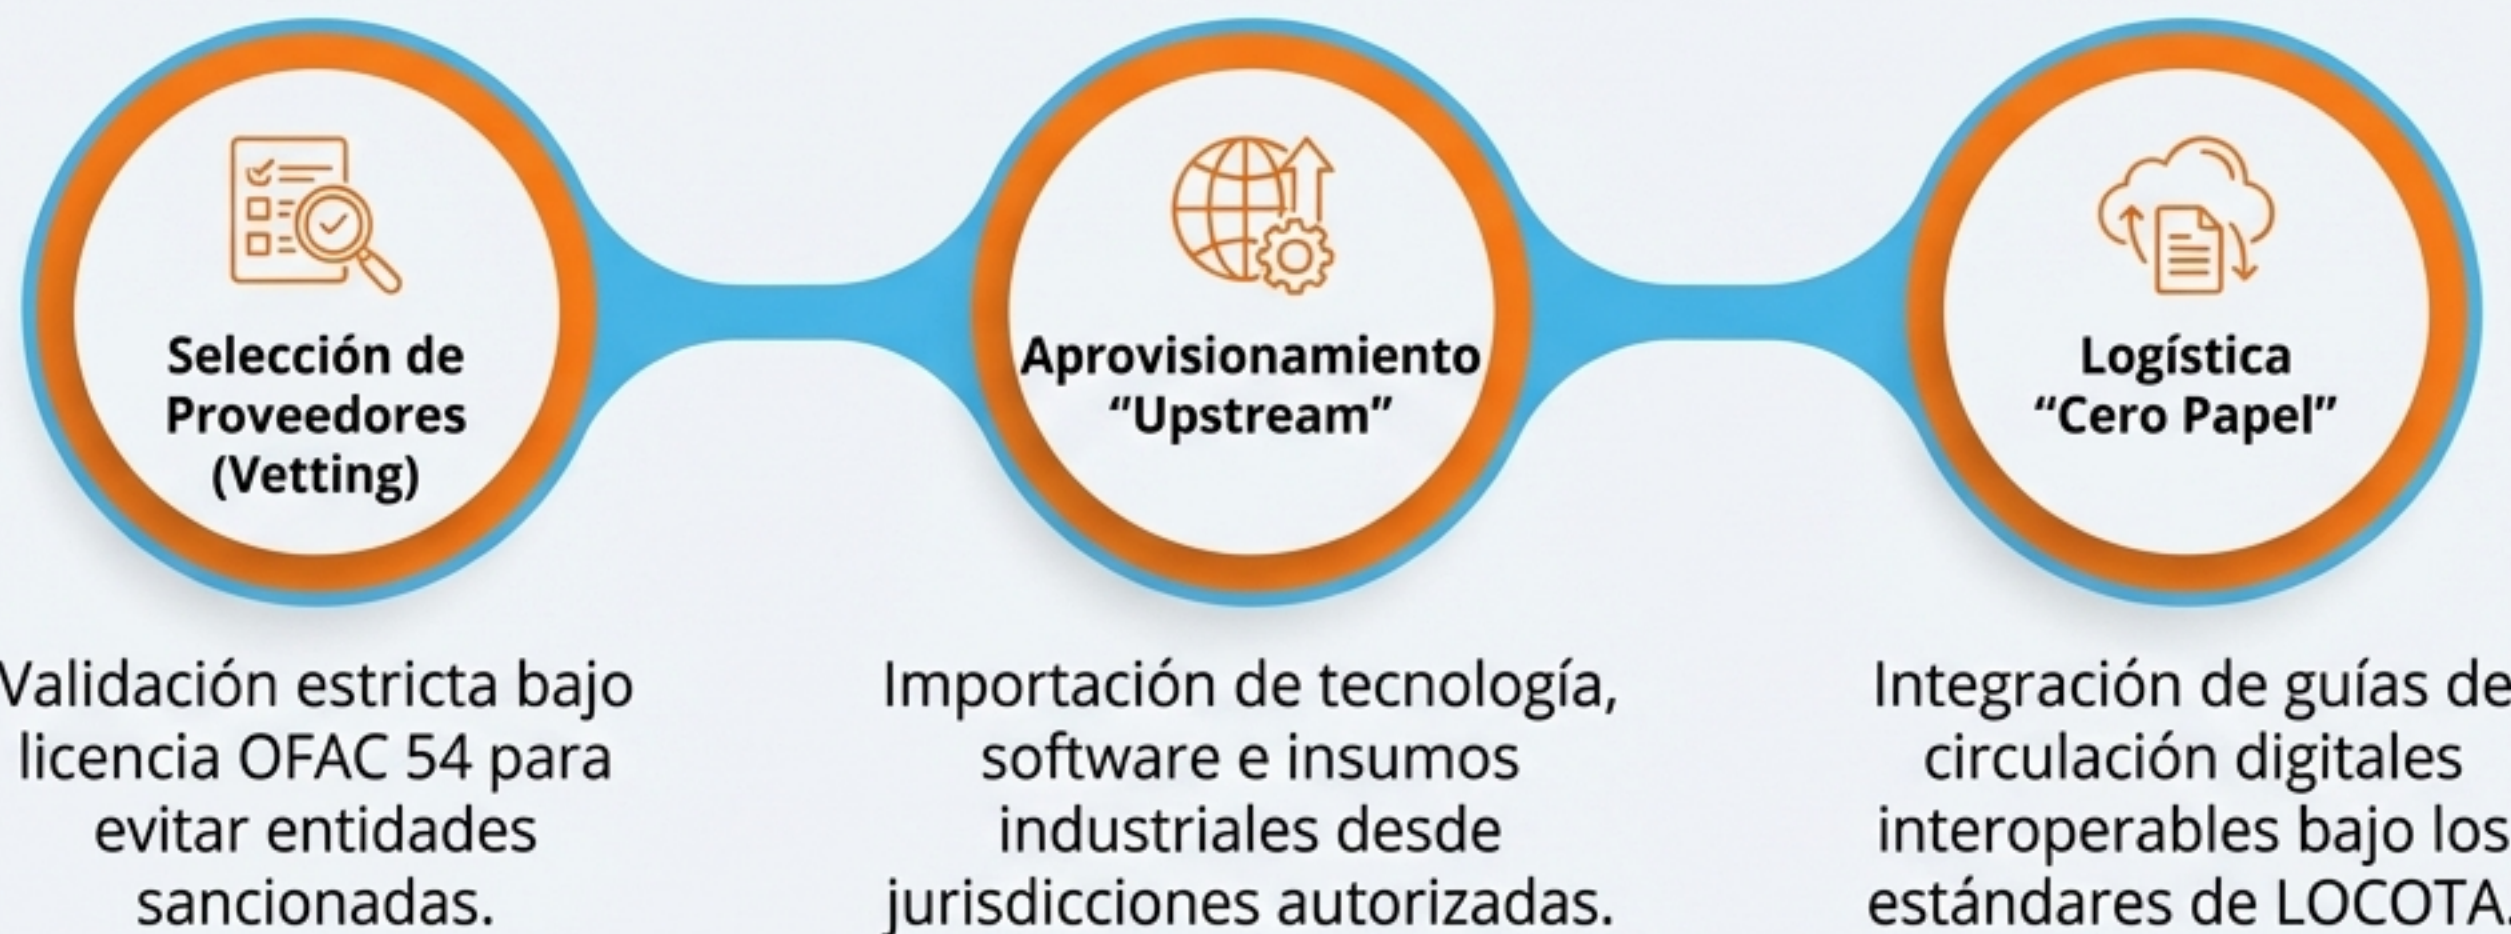 Selección de
Proveedores
(Vetting)
Aprovisionamiento
“Upstream”
Logística
“Cero Papel”
Validación estricta bajo
licencia OFAC 54 para
evitar entidades
sancionadas.
Importación de tecnología,
software e insumos
industriales desde
jurisdicciones autorizadas.
Integración de guías de
circulación digitales
interoperables bajo los
estándares de LOCOTA.